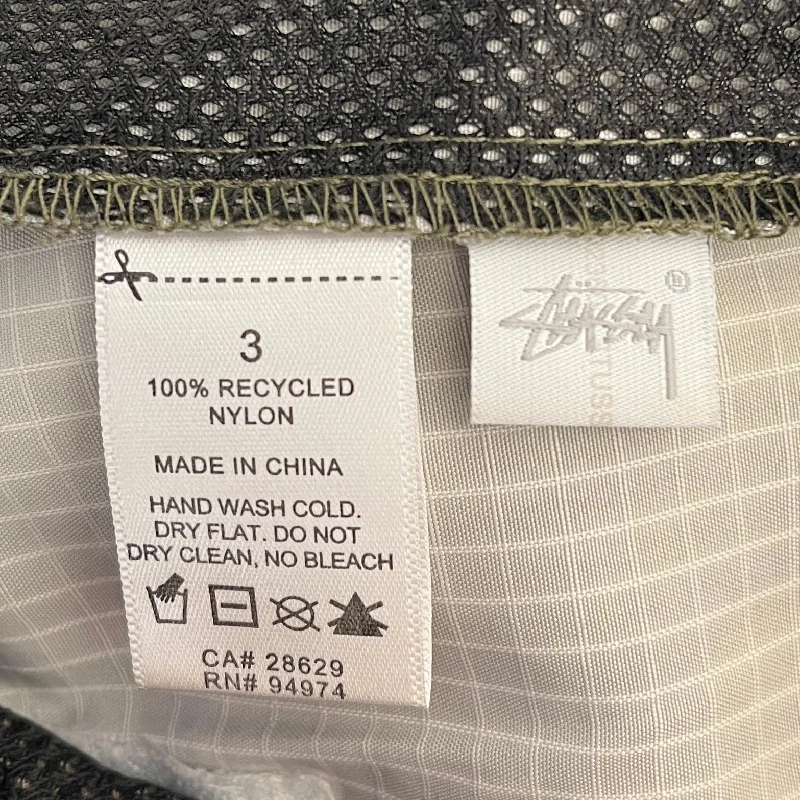 3
100% RECYCLED
NYLON
MADE IN CHINA
HAND WASH COLD.
DRY FLAT. DO NOT
DRY CLEAN, NO BLEACH
CA# 28629
RN# 94974
Stüssy